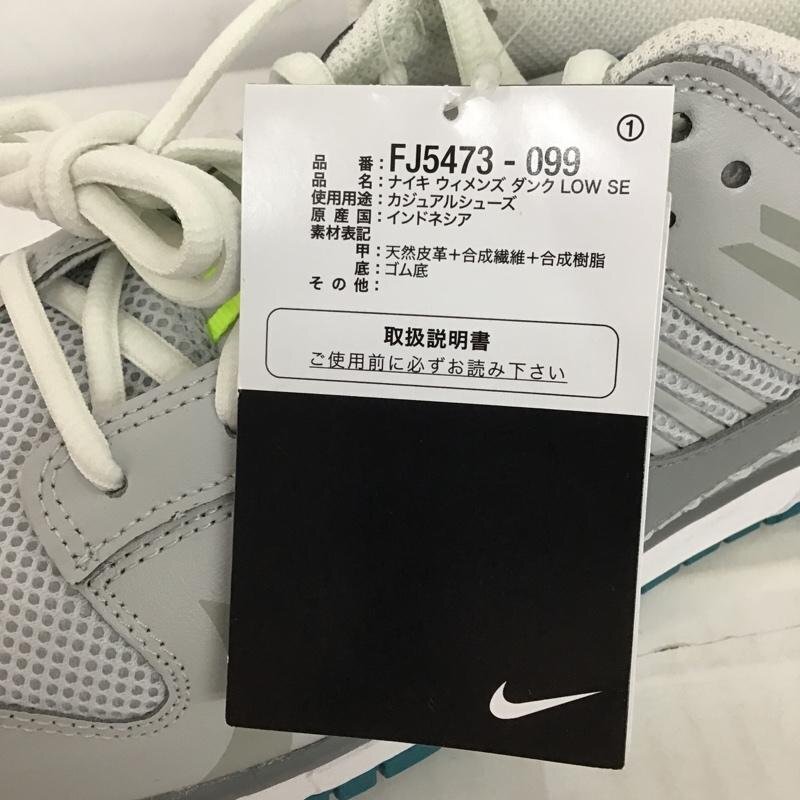 ①
品番：FJ5473 - 099
品名：ナイキ ウィメンズ ダンク LOW SE
使用用途：カジュアルシューズ
原産国：インドネシア
素材表記
甲：天然皮革＋合成繊維＋合成樹脂
底：ゴム底
その他：
取扱説明書
ご使用前に必ずお読み下さい